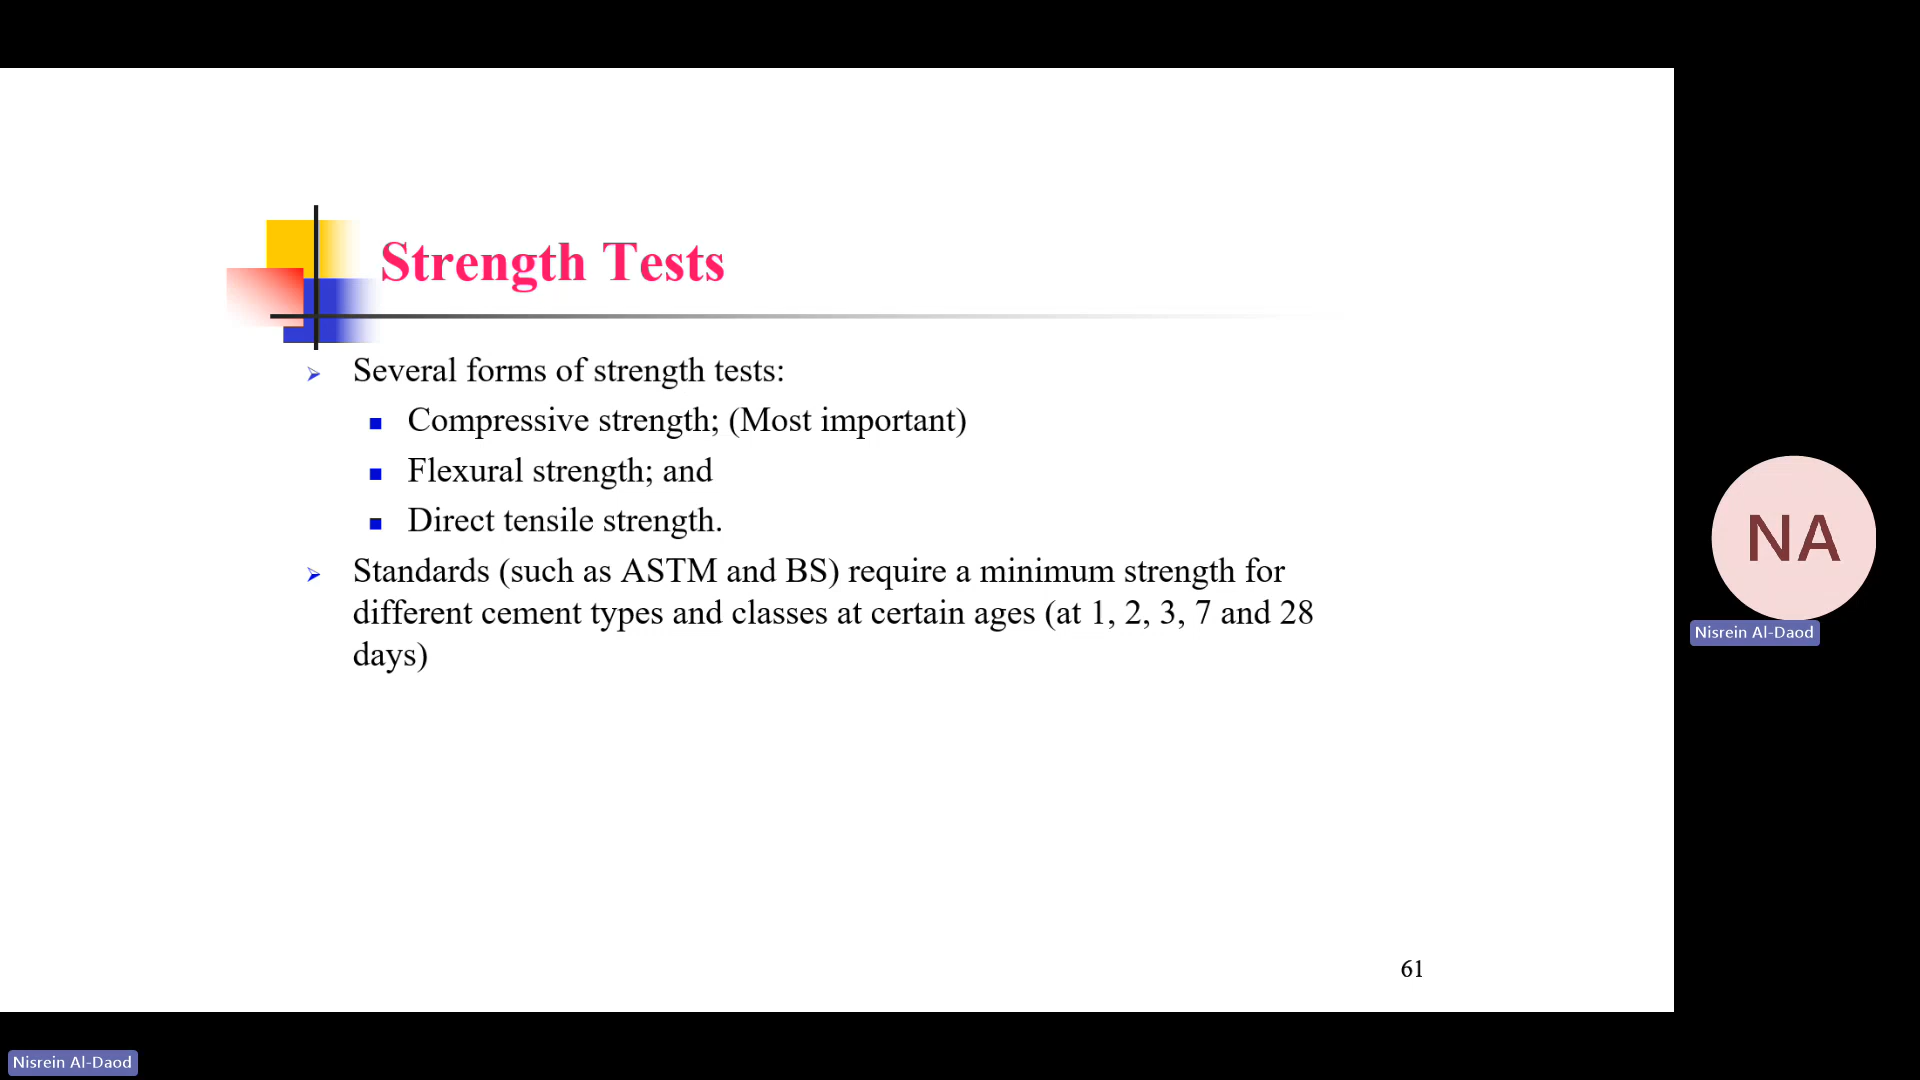 Strength Tests
Several forms of strength tests:
Compressive strength; (Most important)
Flexural strength; and
Direct tensile strength.
Standards (such as ASTM and BS) require a minimum strength for
different cement types and classes at certain ages (at 1, 2, 3, 7 and 28
days)
61
NA
Nisrein Al-Daod
Nisrein Al-Daod